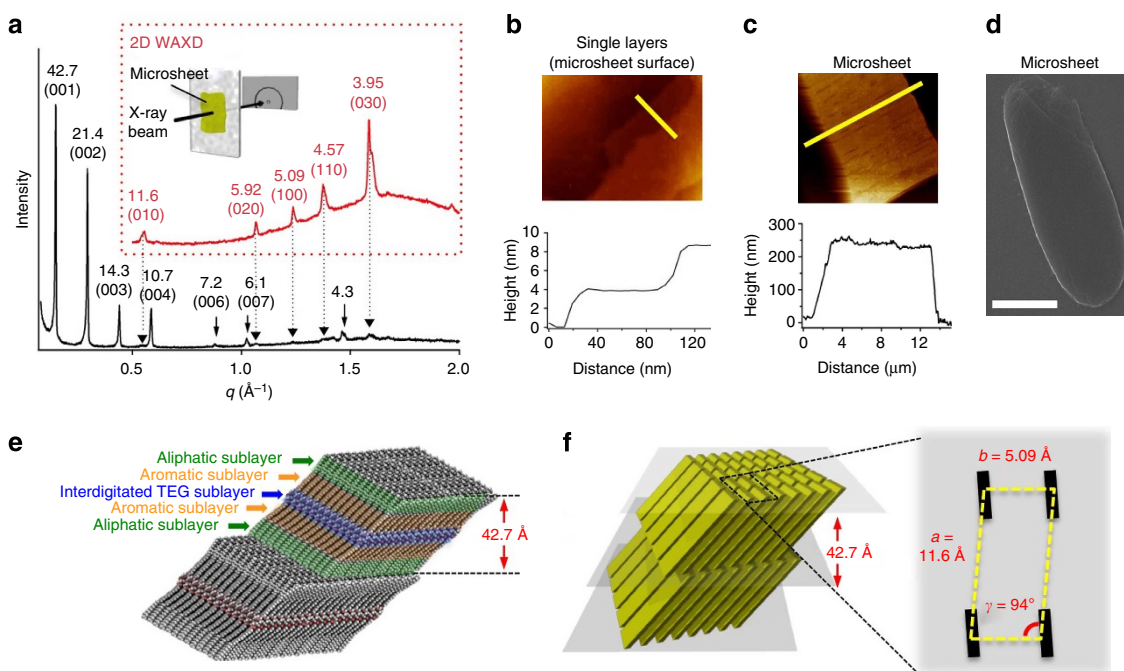 a
2D WAXD
Microsheet
X-ray
beam
42.7
(001)
21.4
(002)
14.3
(003)
10.7
(004)
7.2
(006)
6.1
(007)
4.3
11.6
(010)
5.92
(020)
5.09
(100)
4.57
(110)
3.95
(030)
Intensity
0.5
1.0
1.5
2.0
q (Å⁻¹)
b
Single layers
(microsheet surface)
Height (nm)
10
8
6
4
2
0
0
40
80
120
Distance (nm)
c
Microsheet
Height (nm)
300
200
100
0
0
4
8
12
Distance (μm)
d
Microsheet
e
Aliphatic sublayer
Aromatic sublayer
Interdigitated TEG sublayer
Aromatic sublayer
Aliphatic sublayer
42.7 Å
f
42.7 Å
b = 5.09 Å
a =
11.6 Å
γ = 94°